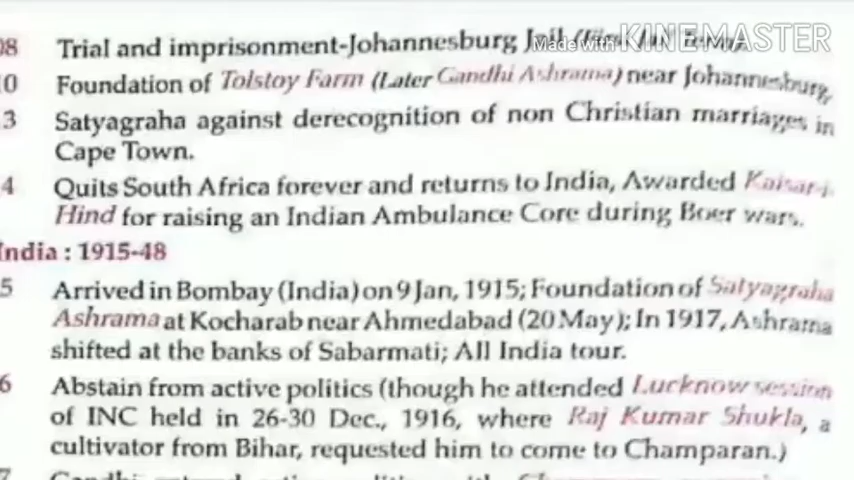 08 Trial and imprisonment-Johannesburg Jail
Made with KINEMASTER
10 Foundation of Tolstoy Farm (Later Gandhi Ashrama) near Johannesburg.
3 Satyagraha against derecognition of non Christian marriages in
Cape Town.
4 Quits South Africa forever and returns to India, Awarded Kaisar-i-
Hind for raising an Indian Ambulance Core during Boer wars.
India : 1915-48
5 Arrived in Bombay (India) on 9 Jan, 1915; Foundation of Satyagraha
Ashrama at Kocharab near Ahmedabad (20 May); In 1917, Ashrama
shifted at the banks of Sabarmati; All India tour.
6 Abstain from active politics (though he attended Lucknow session
of INC held in 26-30 Dec., 1916, where Raj Kumar Shukla, a
cultivator from Bihar, requested him to come to Champaran.)